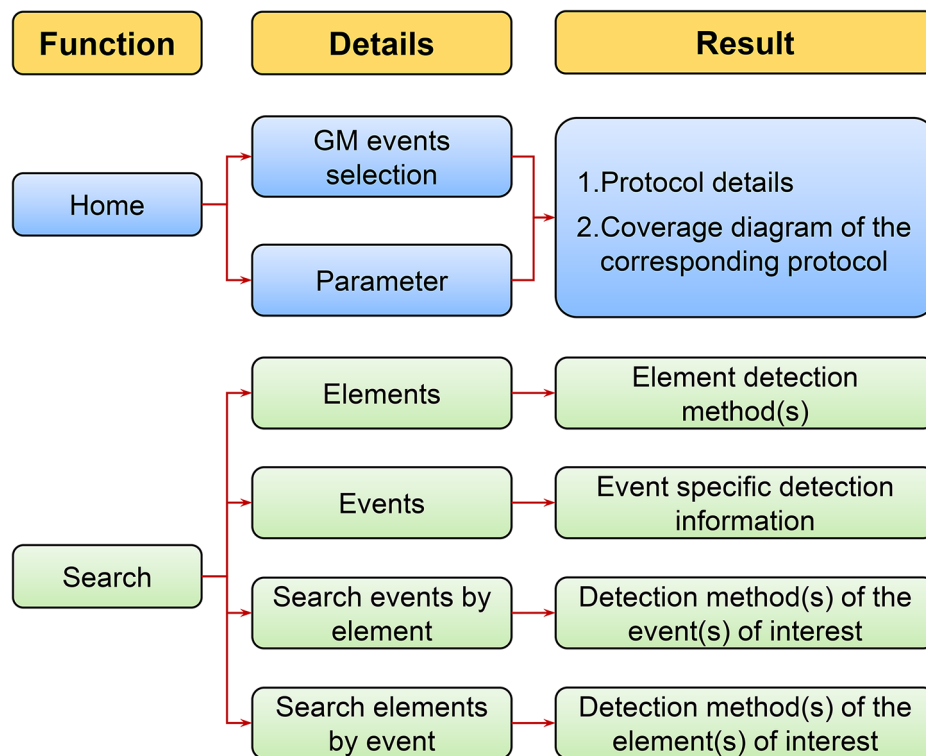 Function
Details
Result
Home
GM events
selection
Parameter
1.Protocol details
2.Coverage diagram of the
corresponding protocol
Search
Elements
Element detection
method(s)
Events
Event specific detection
information
Search events by
element
Detection method(s) of the
event(s) of interest
Search elements
by event
Detection method(s) of the
element(s) of interest